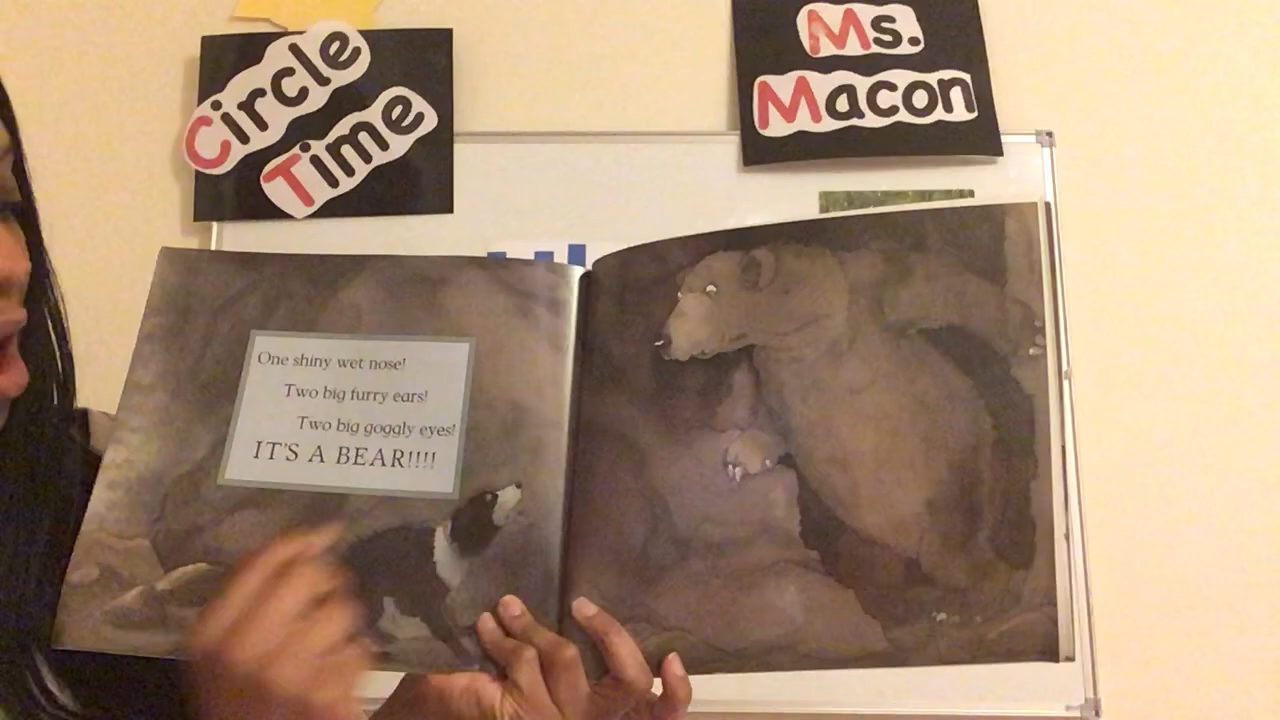 Circle
Time
Ms.
Macon
One shiny wet nose!
Two big furry ears!
Two big goggly eyes!
IT'S A BEAR!!!!